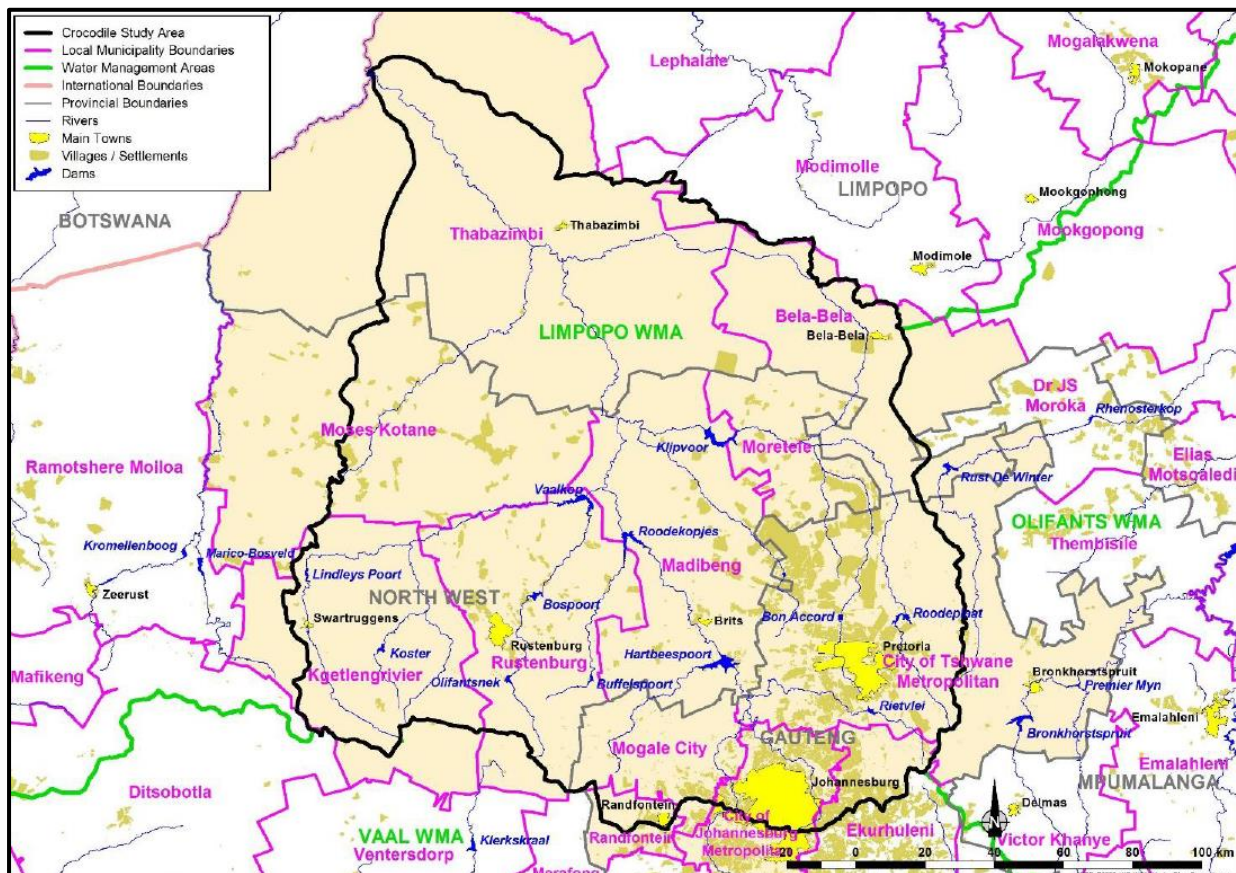 Crocodile Study Area
Local Municipality Boundaries
Water Management Areas
International Boundaries
Provincial Boundaries
Rivers
Main Towns
Villages / Settlements
Dams
Lephalale
Mogalakwena
Mokopane
Modimolle
LIMPOPO
Mookgophong
Mookgopong
BOTSWANA
Thabazimbi
Thabazimbi
Modimole
LIMPOPO WMA
Bela-Bela
Bela-Bela
Dr JS
Moroka
Rhenosterkop
Moses Kotane
Klipvoor
Moretele
Elias
Motsoaledi
Ramotshere Moiloa
Rust De Winter
Vaalkop
OLIFANTS WMA
Thembisile
Roodekopjes
Kromellenboog
Marico-Bosveld
Madibeng
Lindleys Poort
Zeerust
NORTH WEST
Bospoort
Swartruggens
Brits
Bon Accord
Roodeplaat
Rustenburg
Rustenburg
Pretoria
Koster
Hartbeespoort
City of Tshwane
Metropolitan
Mafikeng
Kgetlengrivier
Olifantsnek
Buffelspoort
Bronkhorstspruit
Premier Myn
Rietvlei
Emalahleni
Bronkhorstspruit
Mogale City
GAUTENG
Emalahleni
MPUMALANGA
Johannesburg
Ditsobotla
Randfontein
Delmas
VAAL WMA
Klerkskraal
Randfontein
City of
Johannesburg
Metropolitan
Ekurhuleni
N
Victor Khanye
Ventersdorp
Merafong
20 0 20 40 60 80 100 km